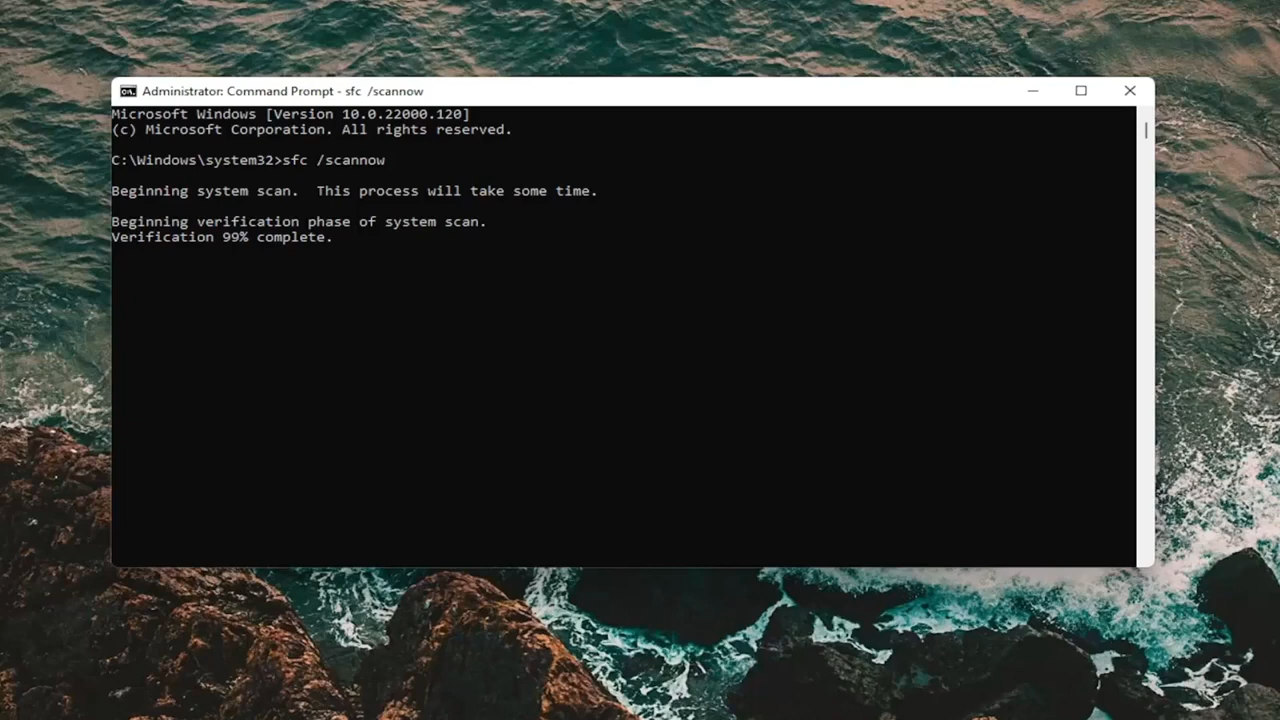 Administrator: Command Prompt - sfc  /scannow
Microsoft Windows [Version 10.0.22000.120]
(c) Microsoft Corporation. All rights reserved.
C:\Windows\system32>sfc /scannow
Beginning system scan.  This process will take some time.
Beginning verification phase of system scan.
Verification 99% complete.